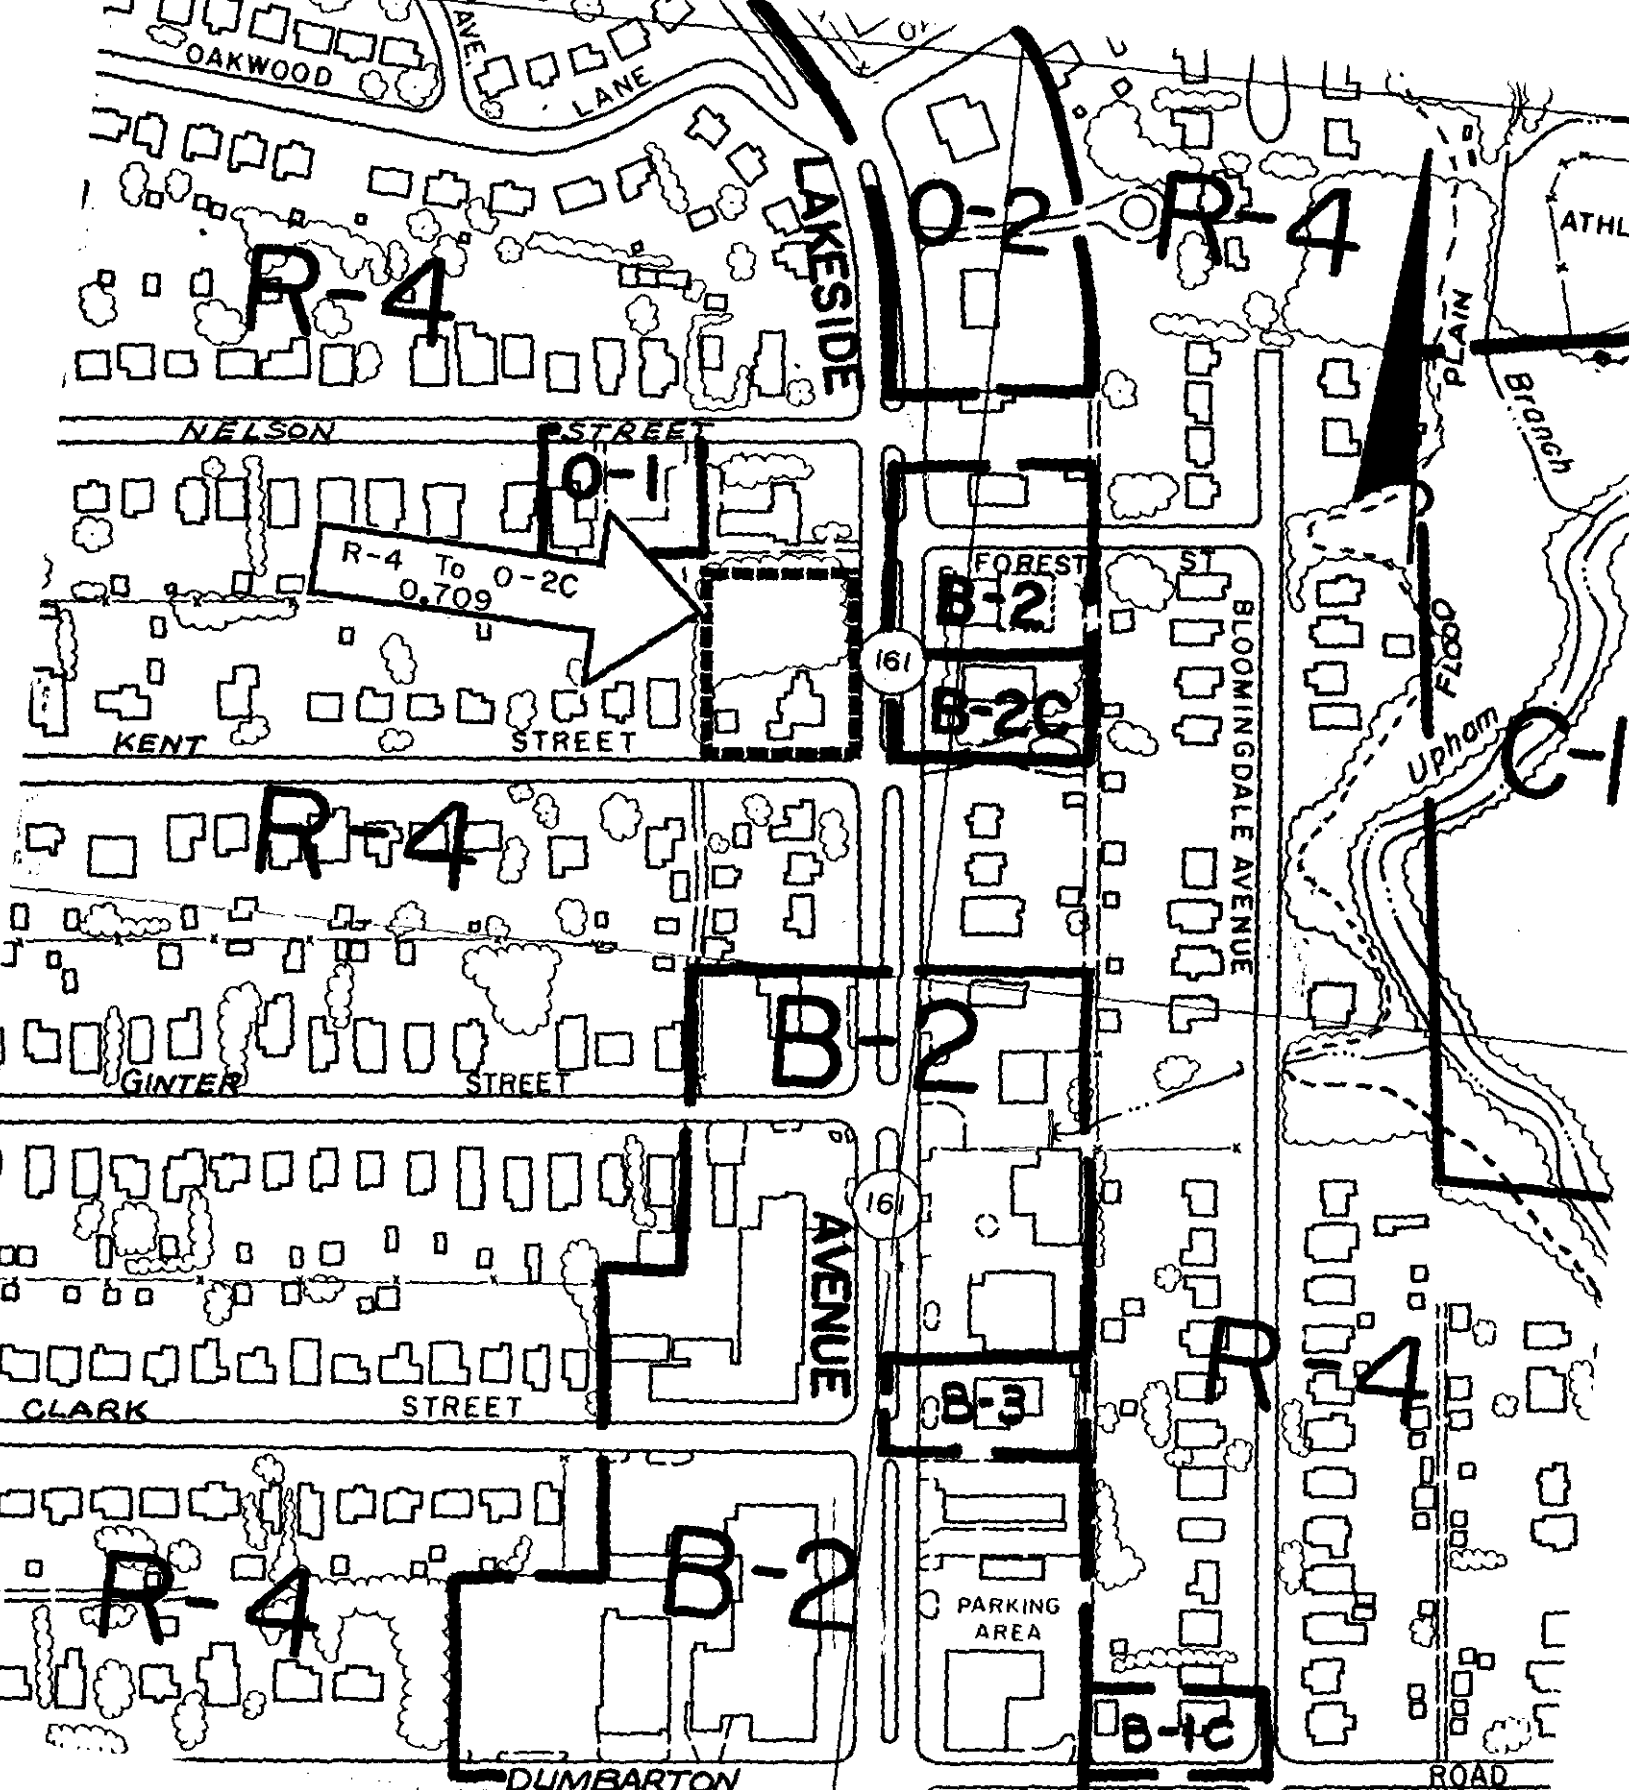 OAKWOOD
AVE.
LANE
LAKESIDE
O-2
R-4
ATHL
R-4
PLAIN
Branch
NELSON STREET
O-1
R-4 To O-2C
0.709
FOREST ST
B-2
161
B-2C
BLOOMINGDALE AVENUE
FLOOD
Upham
C-1
KENT STREET
R-4
B-2
GINTER STREET
161
AVENUE
R-4
B-3
CLARK STREET
R-4
B-2
PARKING
AREA
B-1C
DUMBARTON ROAD